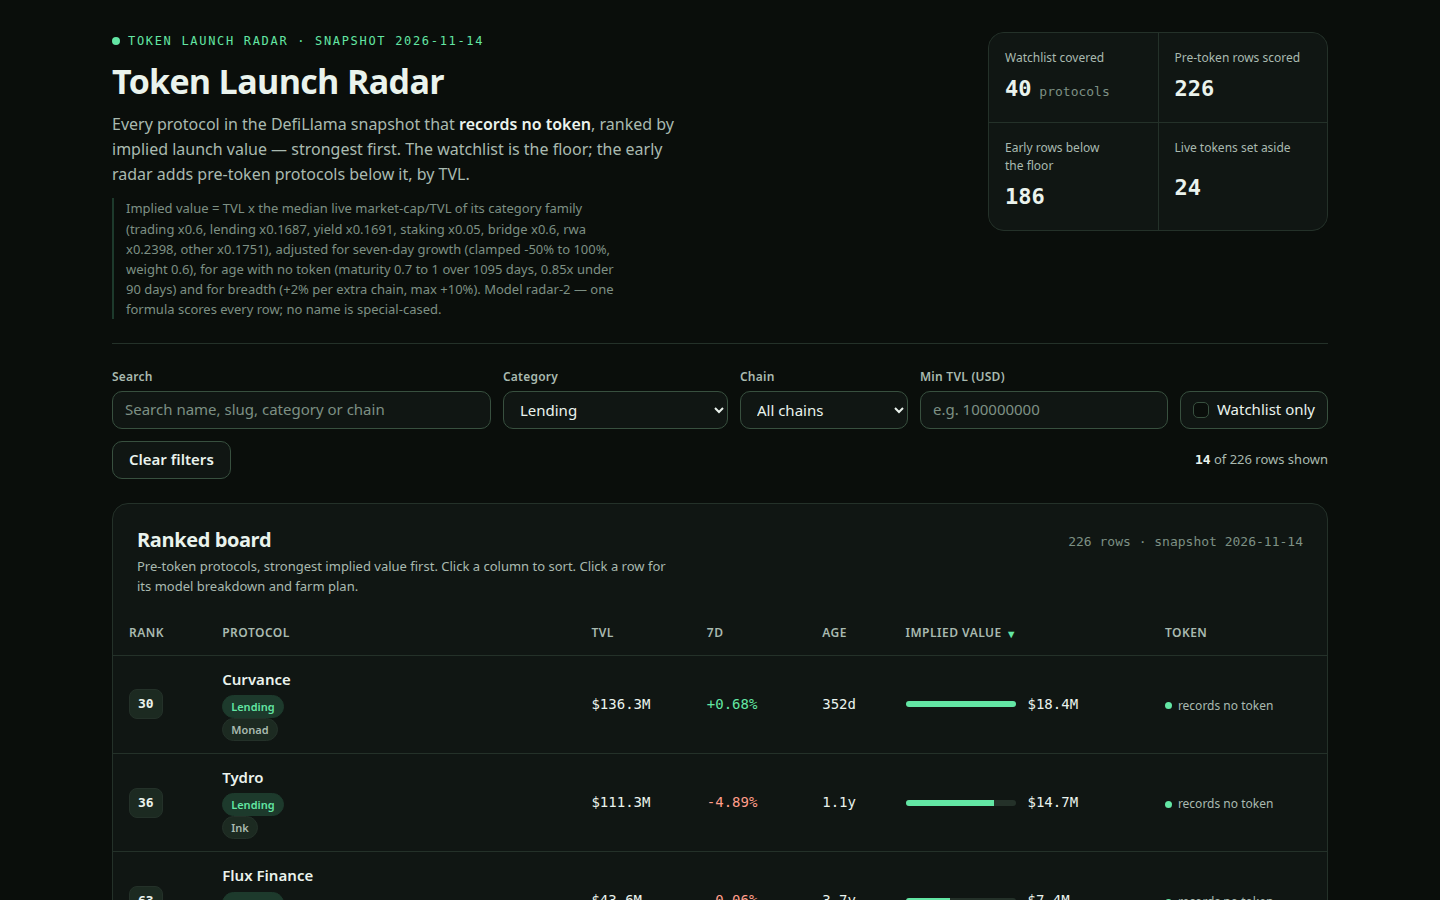 TOKEN LAUNCH RADAR · SNAPSHOT 2026-11-14
Token Launch Radar
Every protocol in the DefiLlama snapshot that records no token, ranked by
implied launch value — strongest first. The watchlist is the floor; the early
radar adds pre-token protocols below it, by TVL.
Implied value = TVL x the median live market-cap/TVL of its category family
(trading x0.6, lending x0.1687, yield x0.1691, staking x0.05, bridge x0.6, rwa
x0.2398, other x0.1751), adjusted for seven-day growth (clamped -50% to 100%,
weight 0.6), for age with no token (maturity 0.7 to 1 over 1095 days, 0.85x under
90 days) and for breadth (+2% per extra chain, max +10%). Model radar-2 — one
formula scores every row; no name is special-cased.
Watchlist covered
40 protocols
Pre-token rows scored
226
Early rows below
the floor
186
Live tokens set aside
24
Search
Category
Chain
Min TVL (USD)
Search name, slug, category or chain
Lending
All chains
e.g. 100000000
Watchlist only
Clear filters
14 of 226 rows shown
Ranked board
226 rows · snapshot 2026-11-14
Pre-token protocols, strongest implied value first. Click a column to sort. Click a row for
its model breakdown and farm plan.
RANK PROTOCOL TVL 7D AGE IMPLIED VALUE ▼ TOKEN
30 Curvance $136.3M +0.68% 352d $18.4M records no token
Lending
Monad
36 Tydro $111.3M -4.89% 1.1y $14.7M records no token
Lending
Ink
Flux Finance